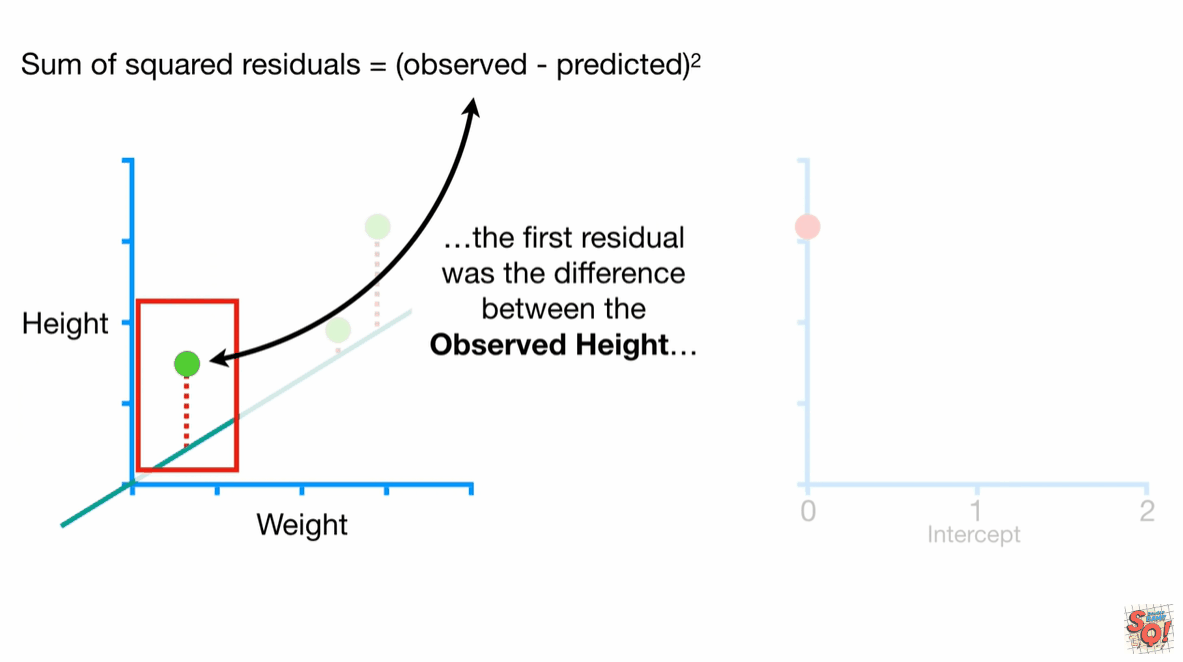 Sum of squared residuals = (observed - predicted)²
…the first residual
was the difference
between the
Observed Height…
Height
Weight
0
1
2
Intercept
SQ!